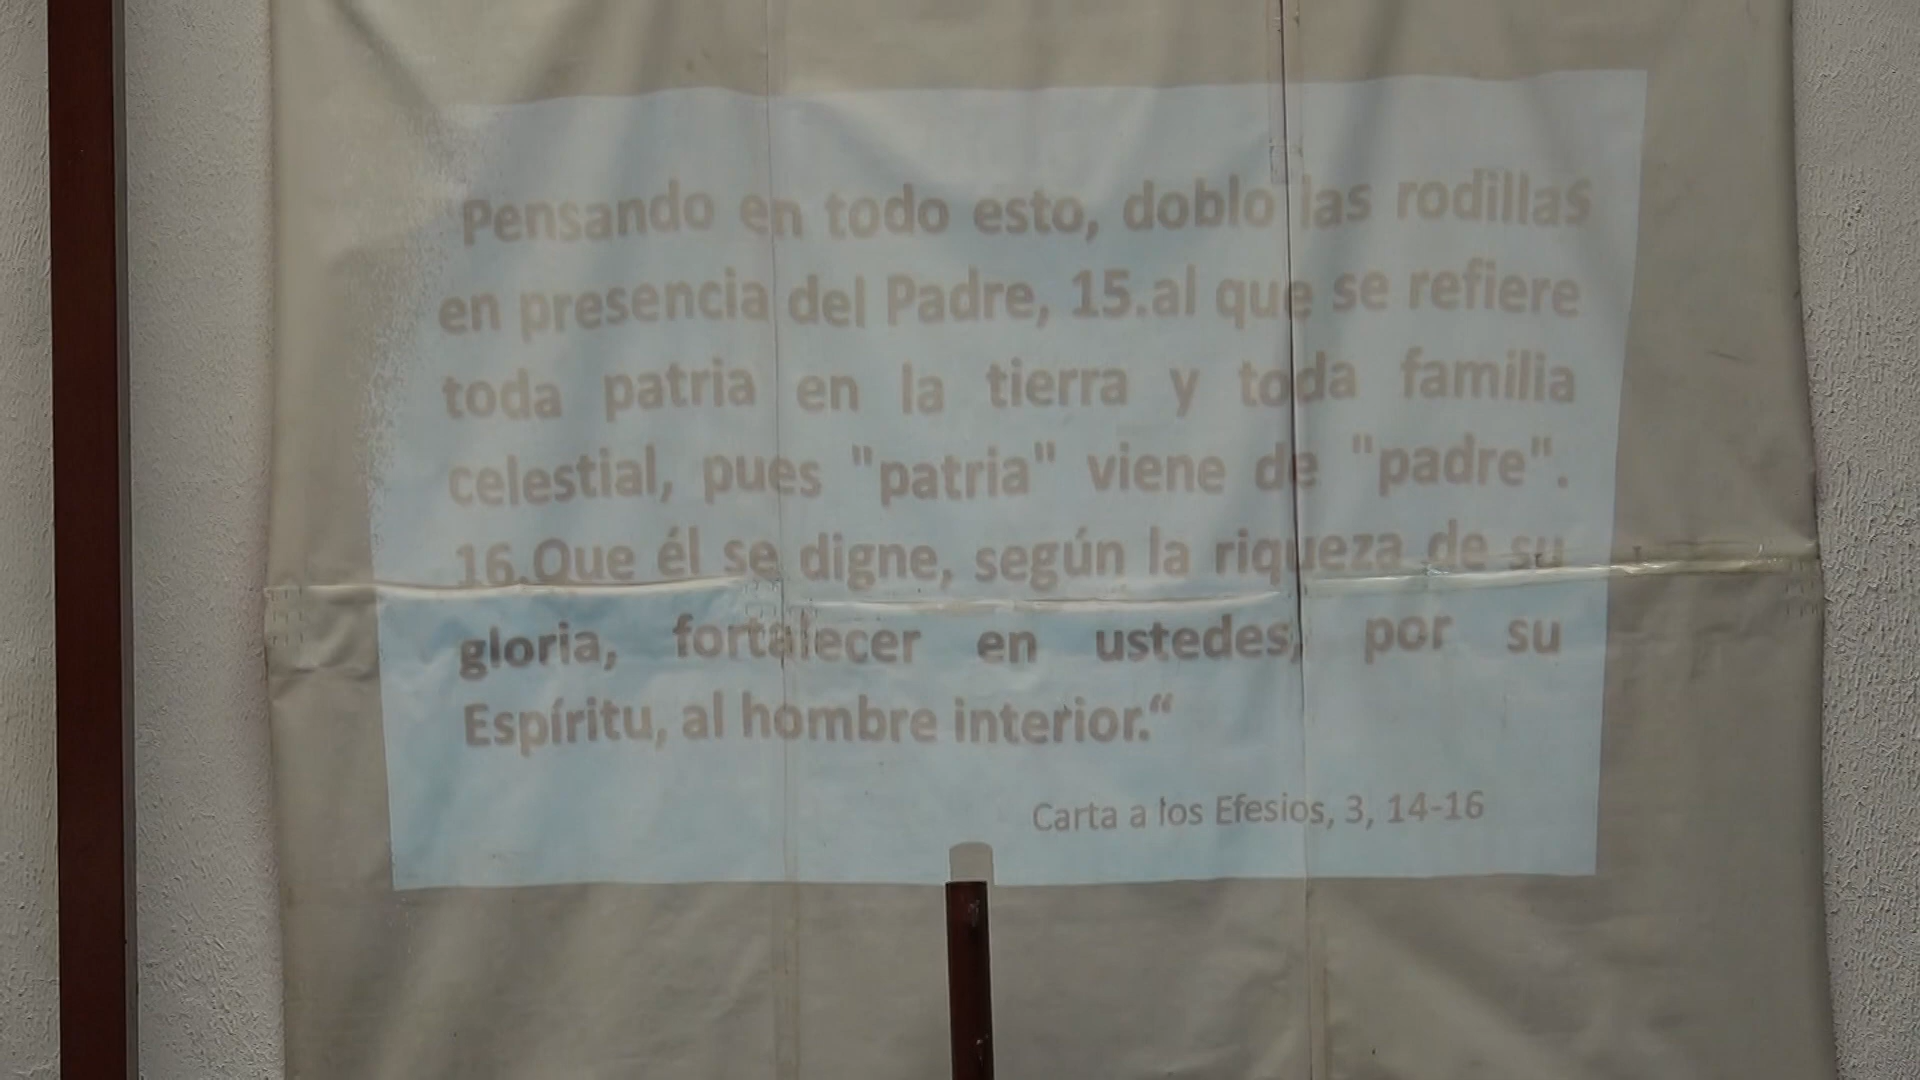 Pensando en todo esto, doblo las rodillas
en presencia del Padre, 15.al que se refiere
toda patria en la tierra y toda familia
celestial, pues "patria" viene de "padre".
16.Que él se digne, según la riqueza de su
gloria, fortalecer en ustedes, por su
Espíritu, al hombre interior.“
Carta a los Efesios, 3, 14-16